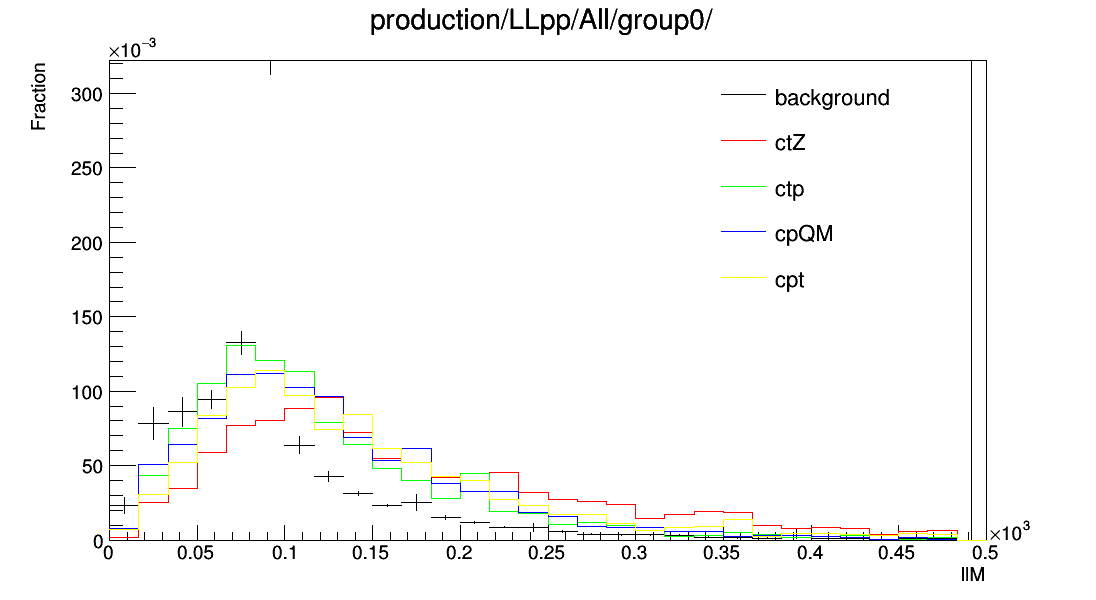 production/LLpp/All/group0/
×10⁻³
Fraction
300
250
200
150
100
50
0
background
ctZ
ctp
cpQM
cpt
0 0.05 0.1 0.15 0.2 0.25 0.3 0.35 0.4 0.45 0.5
×10³
llM